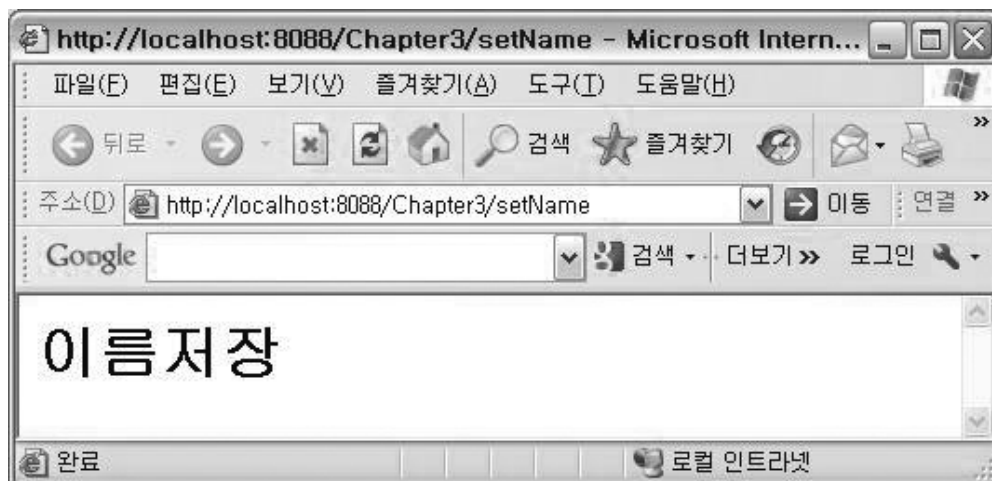 http://localhost:8088/Chapter3/setName - Microsoft Intern...
파일(F) 편집(E) 보기(V) 즐겨찾기(A) 도구(T) 도움말(H)
뒤로 검색 즐겨찾기 »
주소(D) http://localhost:8088/Chapter3/setName 이동 연결 »
Google 검색 더보기 » 로그인
이름저장
완료 로컬 인트라넷